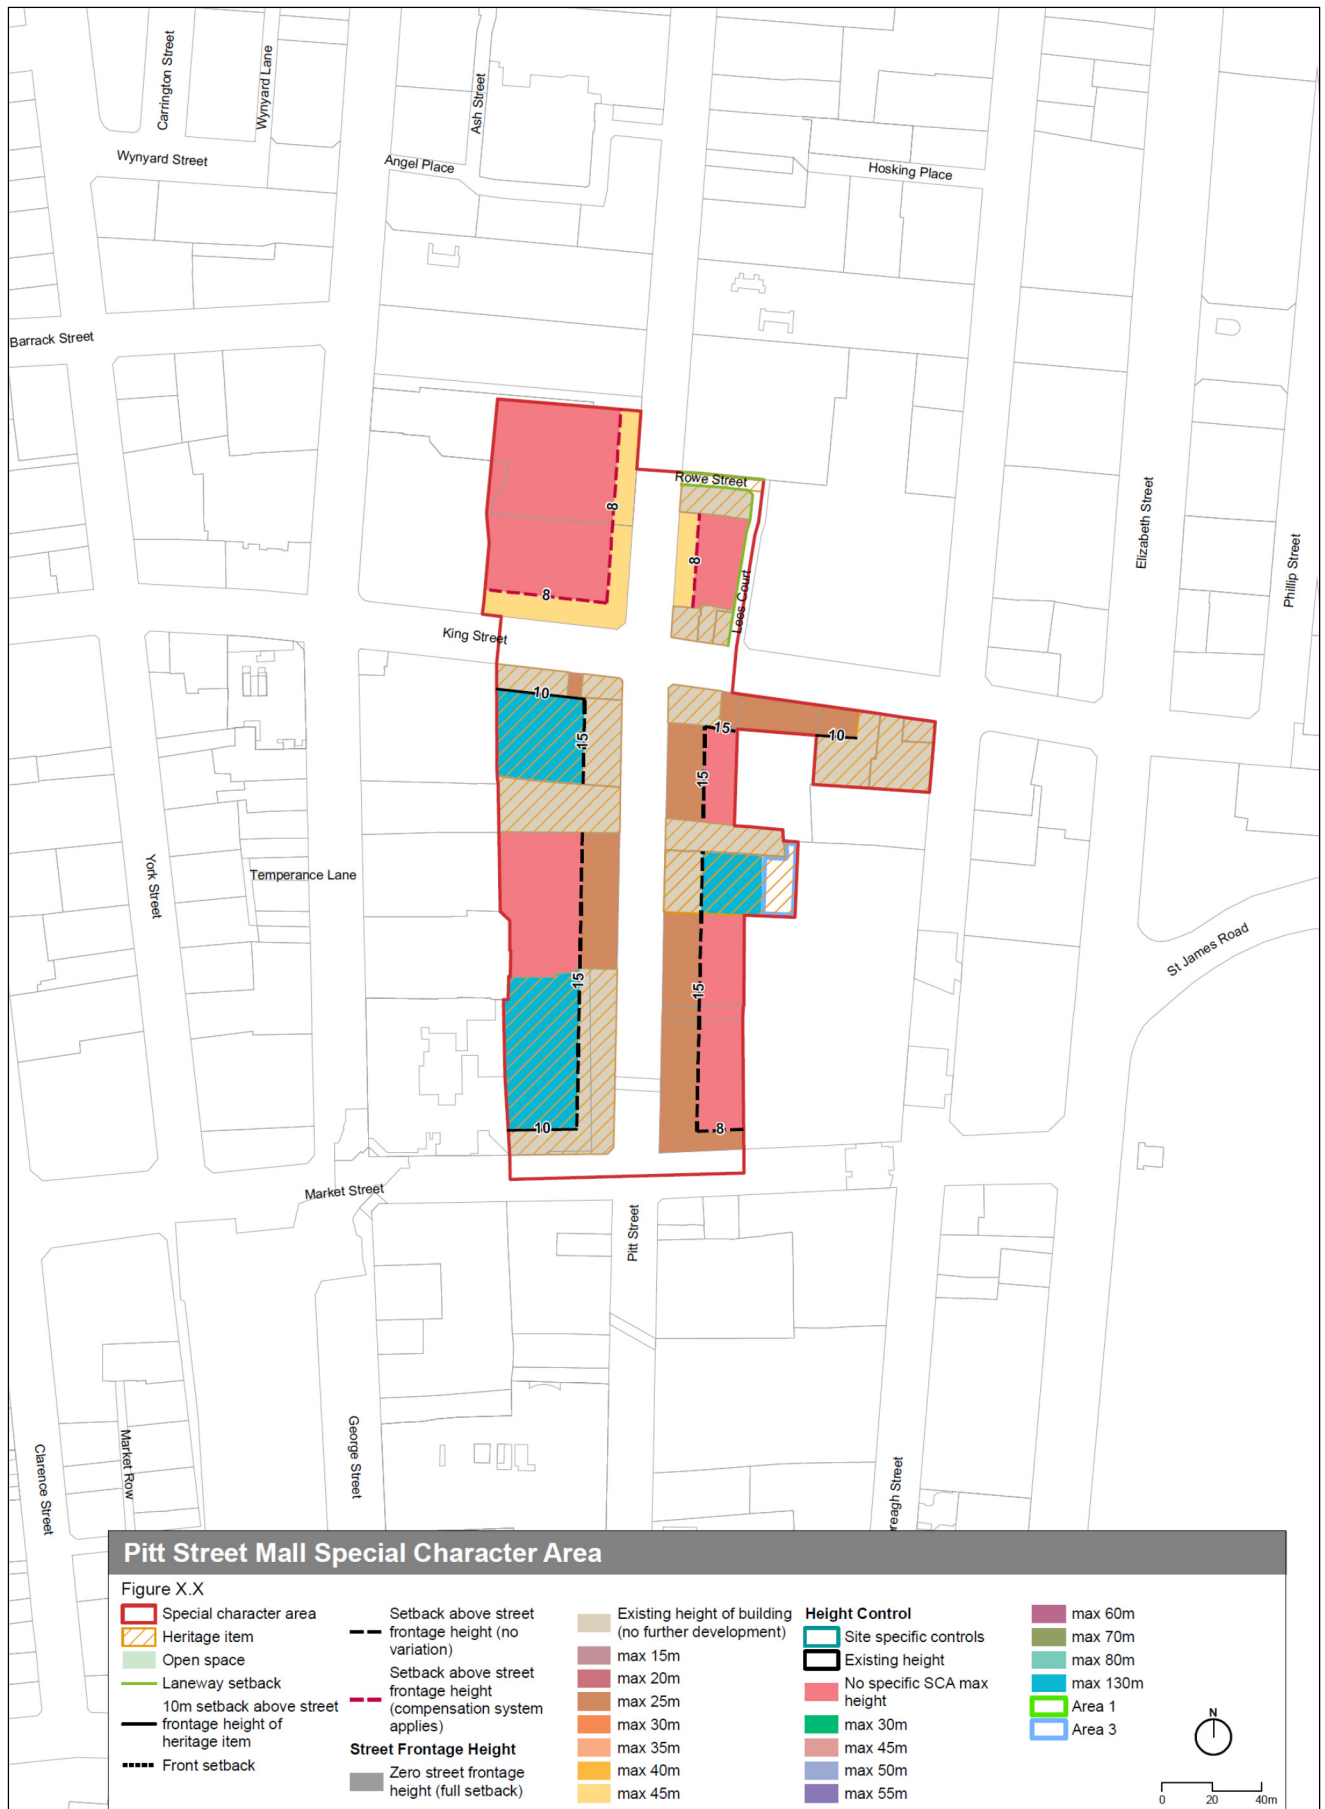 Carrington Street
Wynyard Lane
Ash Street
Wynyard Street
Angel Place
Hosking Place
Barrack Street
Rowe Street
8
8
Elizabeth Street
Phillip Street
8
Lees Court
King Street
10
15
15
10
15
15
York Street
Temperance Lane
St James Road
15
15
10
8
Market Street
Pitt Street
George Street
Market Row
Clarence Street
reagh Street
Pitt Street Mall Special Character Area
Figure X.X
Special character area
Heritage item
Open space
Laneway setback
10m setback above street
frontage height of
heritage item
Front setback
Setback above street
frontage height (no
variation)
Setback above street
frontage height
(compensation system
applies)
Street Frontage Height
Zero street frontage
height (full setback)
Existing height of building
(no further development)
max 15m
max 20m
max 25m
max 30m
max 35m
max 40m
max 45m
Height Control
Site specific controls
Existing height
No specific SCA max
height
max 30m
max 45m
max 50m
max 55m
max 60m
max 70m
max 80m
max 130m
Area 1
Area 3
N
0 20 40m